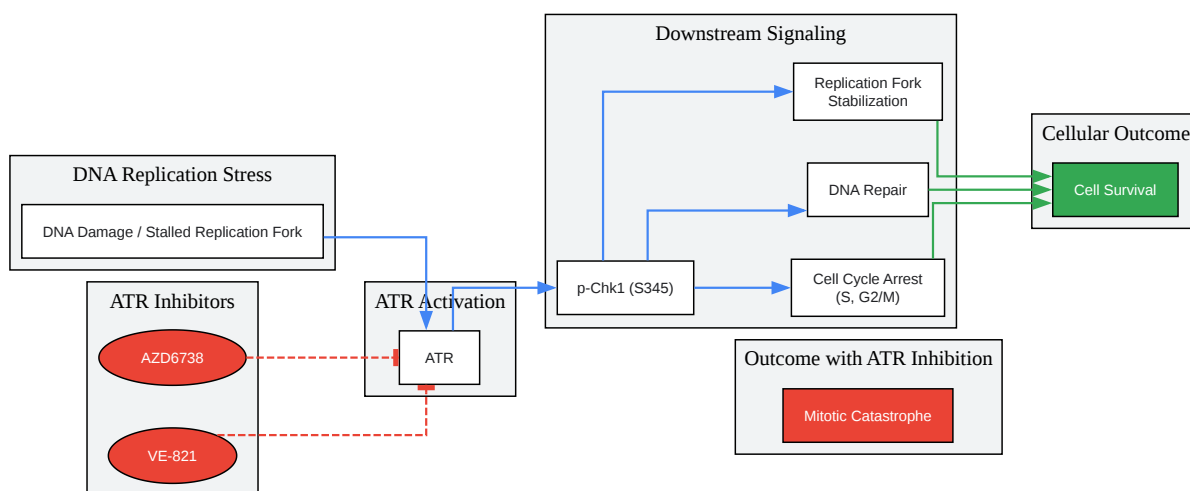 Downstream Signaling
Replication Fork
Stabilization
Cellular Outcome
DNA Replication Stress
DNA Repair
Cell Survival
DNA Damage / Stalled Replication Fork
p-Chk1 (S345)
Cell Cycle Arrest
(S, G2/M)
ATR Inhibitors
ATR Activation
AZD6738
ATR
Outcome with ATR Inhibition
Mitotic Catastrophe
VE-821